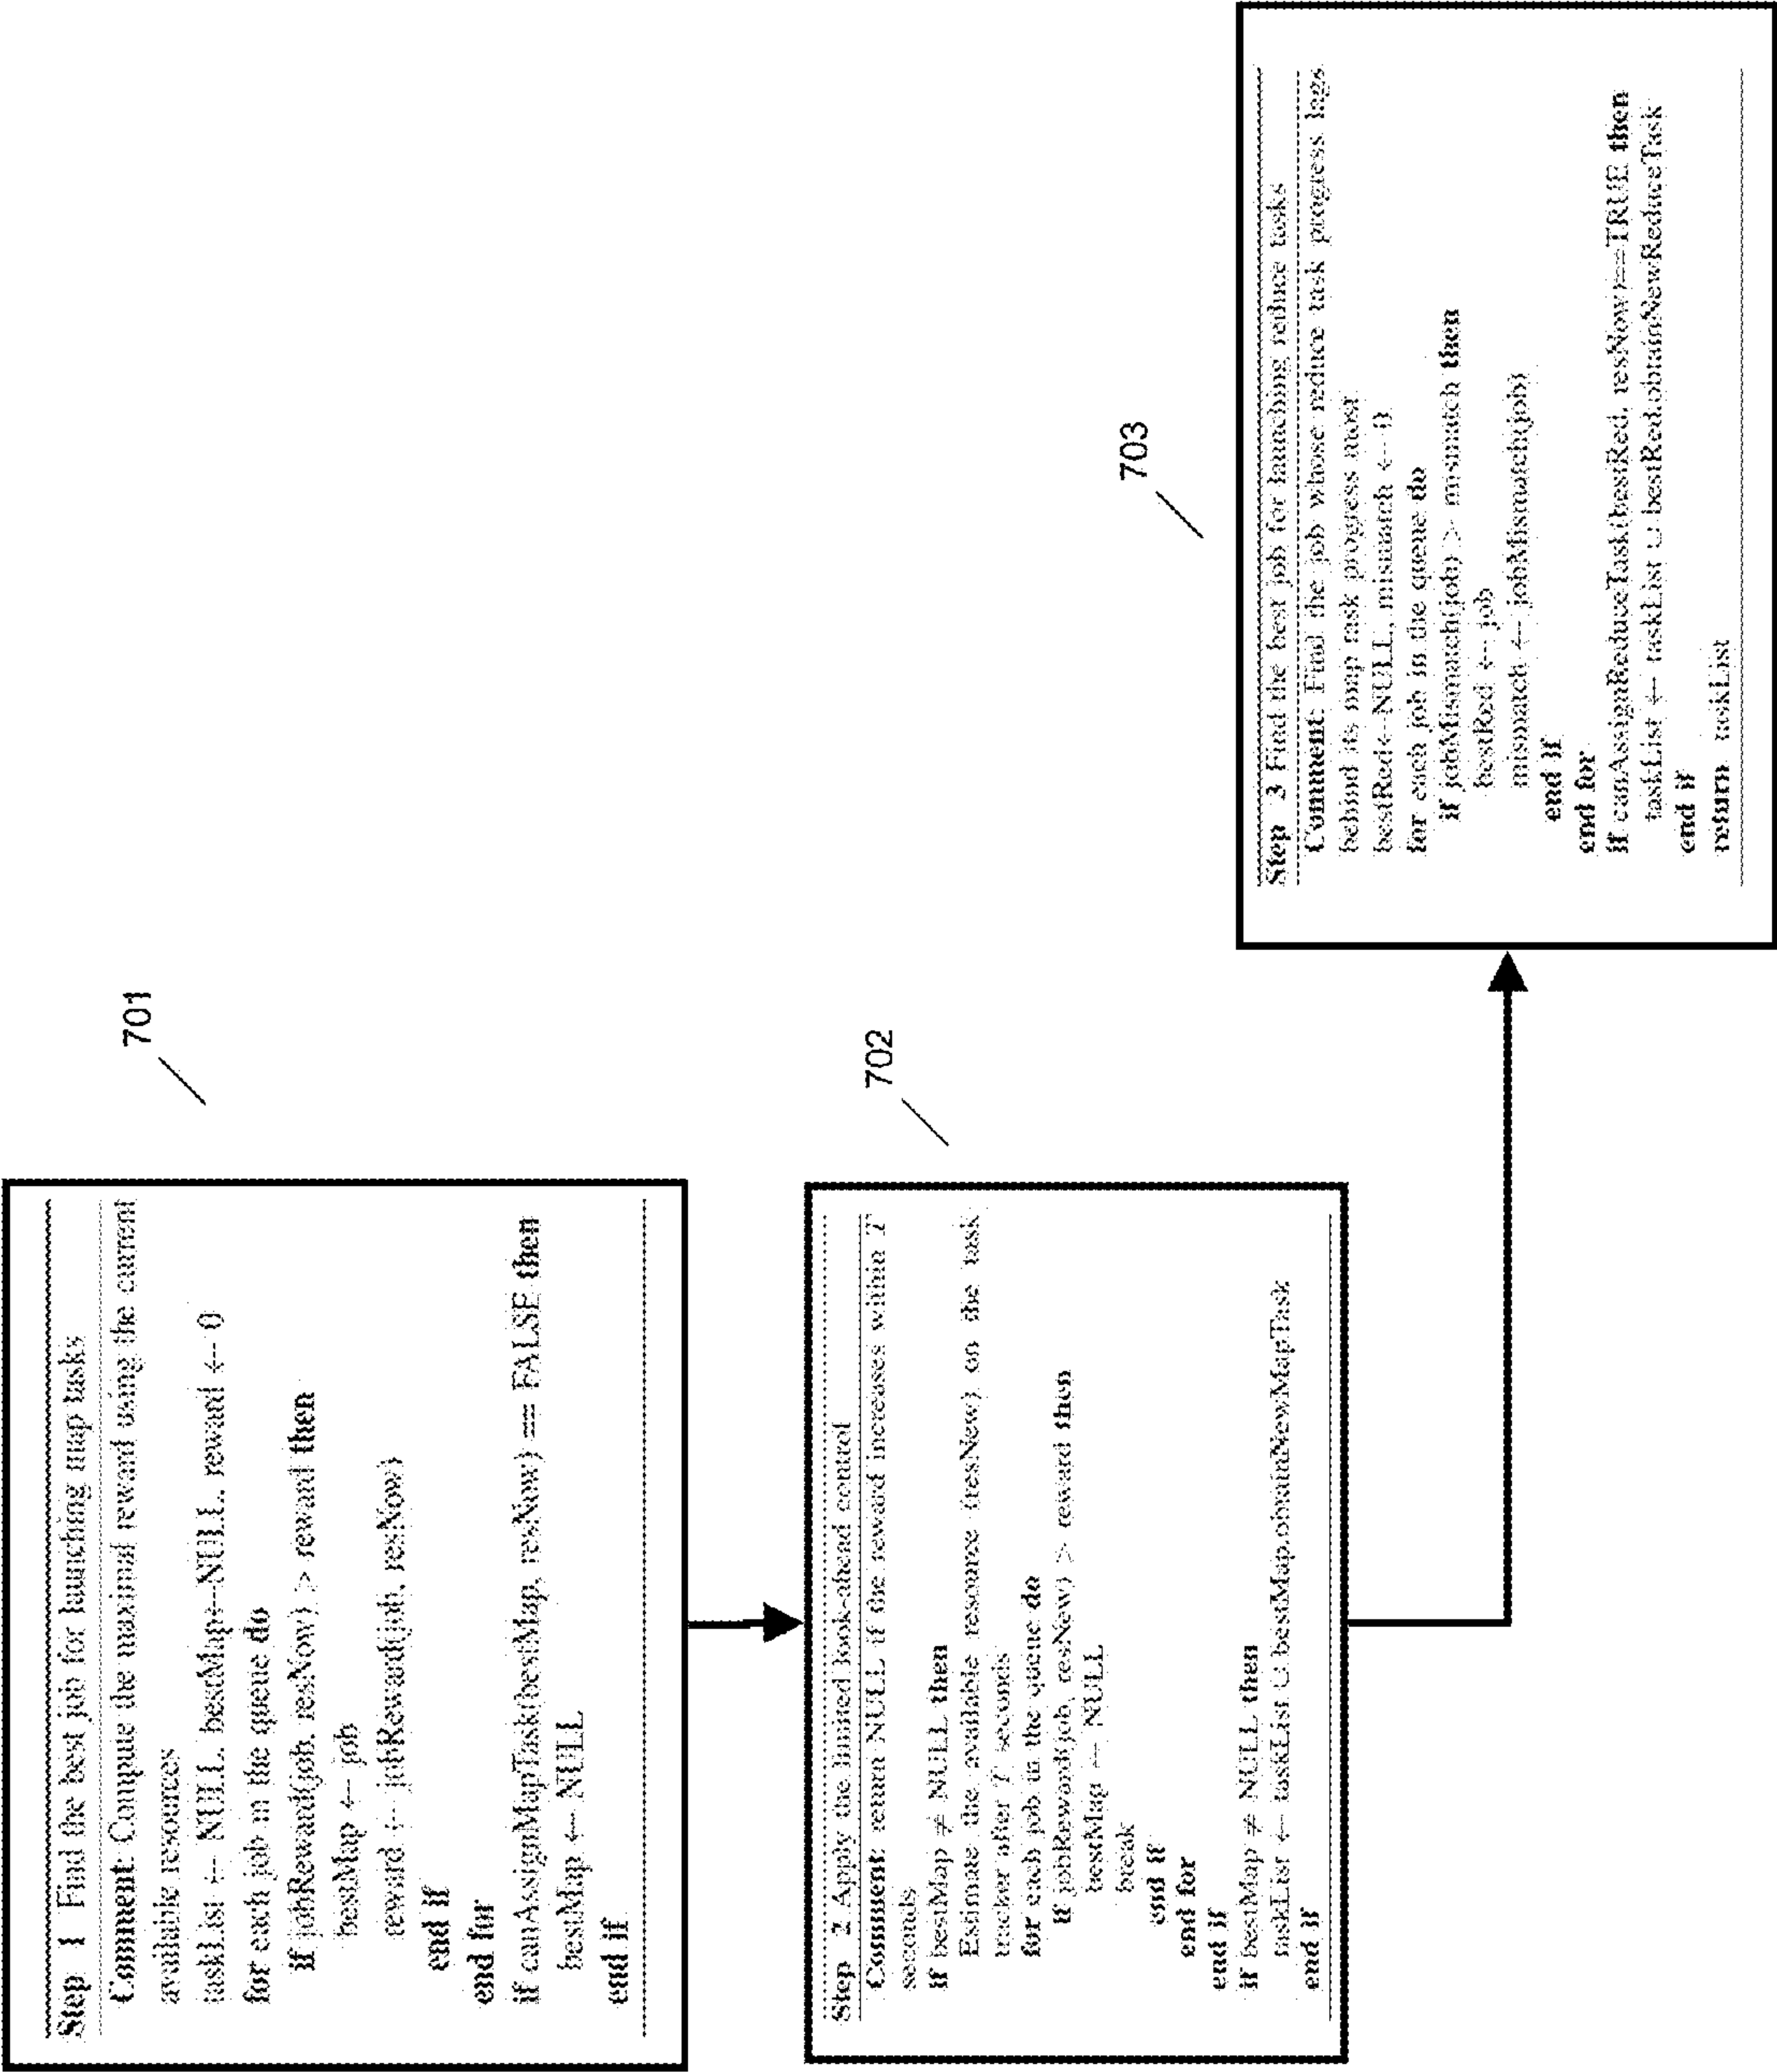 701
Step 1 Find the best job for launching map tasks
Comment: Compute the maximal reward using the current
available resources
taskList ← NULL, bestMap←NULL, reward ← 0
for each job in the queue do
if jobReward(job, resNow) > reward then
bestMap ← job
reward ← jobReward(job, resNow)
end if
end for
if canAssignMapTask(bestMap, resNow) == FALSE then
bestMap ← NULL
end if
702
Step 2 Apply the limited look-ahead control
Comment: return NULL if the reward increases within T
seconds
if bestMap ≠ NULL then
Estimate the available resource (resNew) on the task
tracker after T seconds
for each job in the queue do
if jobReward(job, resNew) > reward then
bestMap ← NULL
break
end if
end for
end if
if bestMap ≠ NULL then
taskList ← taskList ∪ bestMap.obtainNewMapTask
end if
703
Step 3 Find the best job for launching reduce tasks
Comment: Find the job whose reduce task progress lags
behind its map task progress most
bestRed←NULL, mismatch ← 0
for each job in the queue do
if jobMismatch(job) > mismatch then
bestRed ← job
mismatch ← jobMismatch(job)
end if
end for
if canAssignReduceTask(bestRed, resNow)==TRUE then
taskList ← taskList ∪ bestRed.obtainNewReduceTask
end if
return taskList